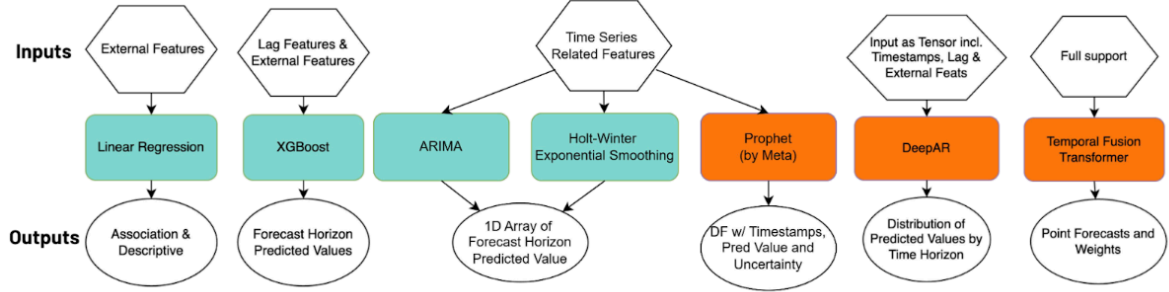 Inputs
External Features
Lag Features &
External Features
Time Series
Related Features
Input as Tensor incl.
Timestamps, Lag &
External Feats
Full support
Linear Regression
XGBoost
ARIMA
Holt-Winter
Exponential Smoothing
Prophet
(by Meta)
DeepAR
Temporal Fusion
Transformer
Outputs
Association &
Descriptive
Forecast Horizon
Predicted Values
1D Array of
Forecast Horizon
Predicted Value
DF w/ Timestamps,
Pred Value and
Uncertainty
Distribution of
Predicted Values by
Time Horizon
Point Forecasts and
Weights